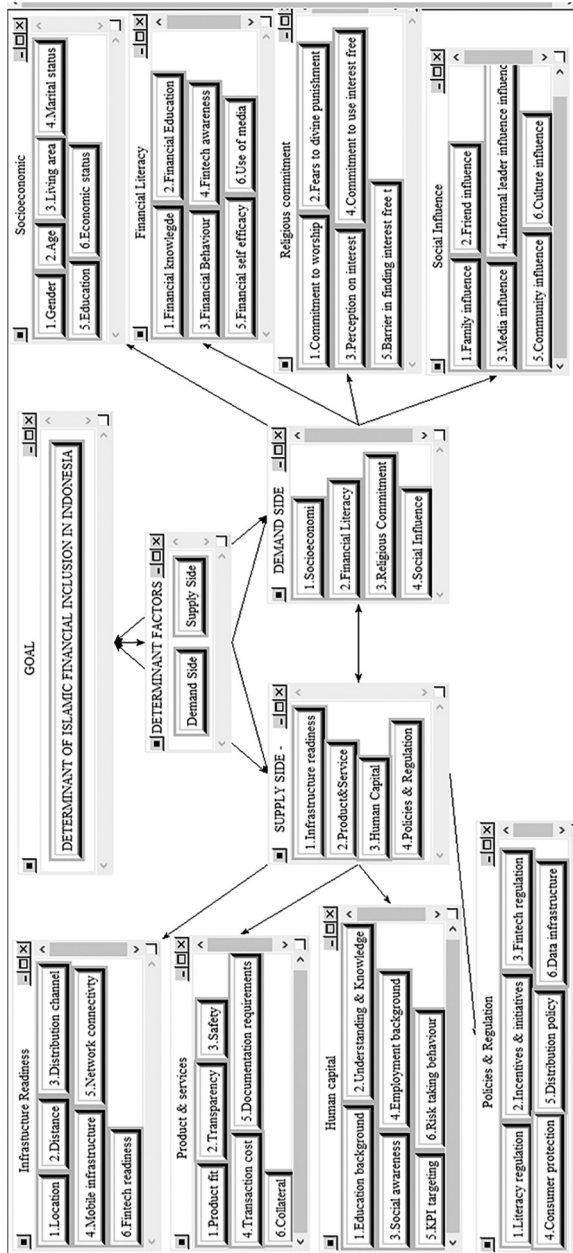 Infrastucture Readiness
1.Location 2.Distance 3.Distribution channel
4.Mobile infrastructure 5.Network connectivty
6.Fintech readiness
Product & services
1.Product fit 2.Transparency 3.Safety
4.Transaction cost 5.Documentation requirements
6.Collateral
Human capital
1.Education background 2.Understanding & Knowledge
3.Social awareness 4.Employment background
5.KPI targeting 6.Risk taking behaviour
Policies & Regulation
1.Literacy regulation 2.Incentives & initiatives 3.Fintech regulation
4.Consumer protection 5.Distribution policy 6.Data infrastructure
GOAL
DETERMINANT OF ISLAMIC FINANCIAL INCLUSION IN INDONESIA
DETERMINANT FACTORS
Demand Side Supply Side
SUPPLY SIDE -
1.Infrastructure readiness
2.Product&Service
3.Human Capital
4.Policies & Regulation
DEMAND SIDE
1.Socioeconomi
2.Financial Literacy
3.Religious Commitment
4.Social Influence
Socioeconomic
1.Gender 2.Age 3.Living area 4.Marital status
5.Education 6.Economic status
Financial Literacy
1.Financial knowlegde 2.Financial Education
3.Financial Behaviour 4.Fintech awareness
5.Financial self efficacy 6.Use of media
Religious commitment
1.Commitment to worship 2.Fears to divine punishment
3.Perception on interest 4.Commitment to use interest free
5.Barrier in finding interest free t
Social Influence
1.Family influence 2.Friend influence
3.Media influence 4.Informal leader influence influenc
5.Community influence 6.Culture influence